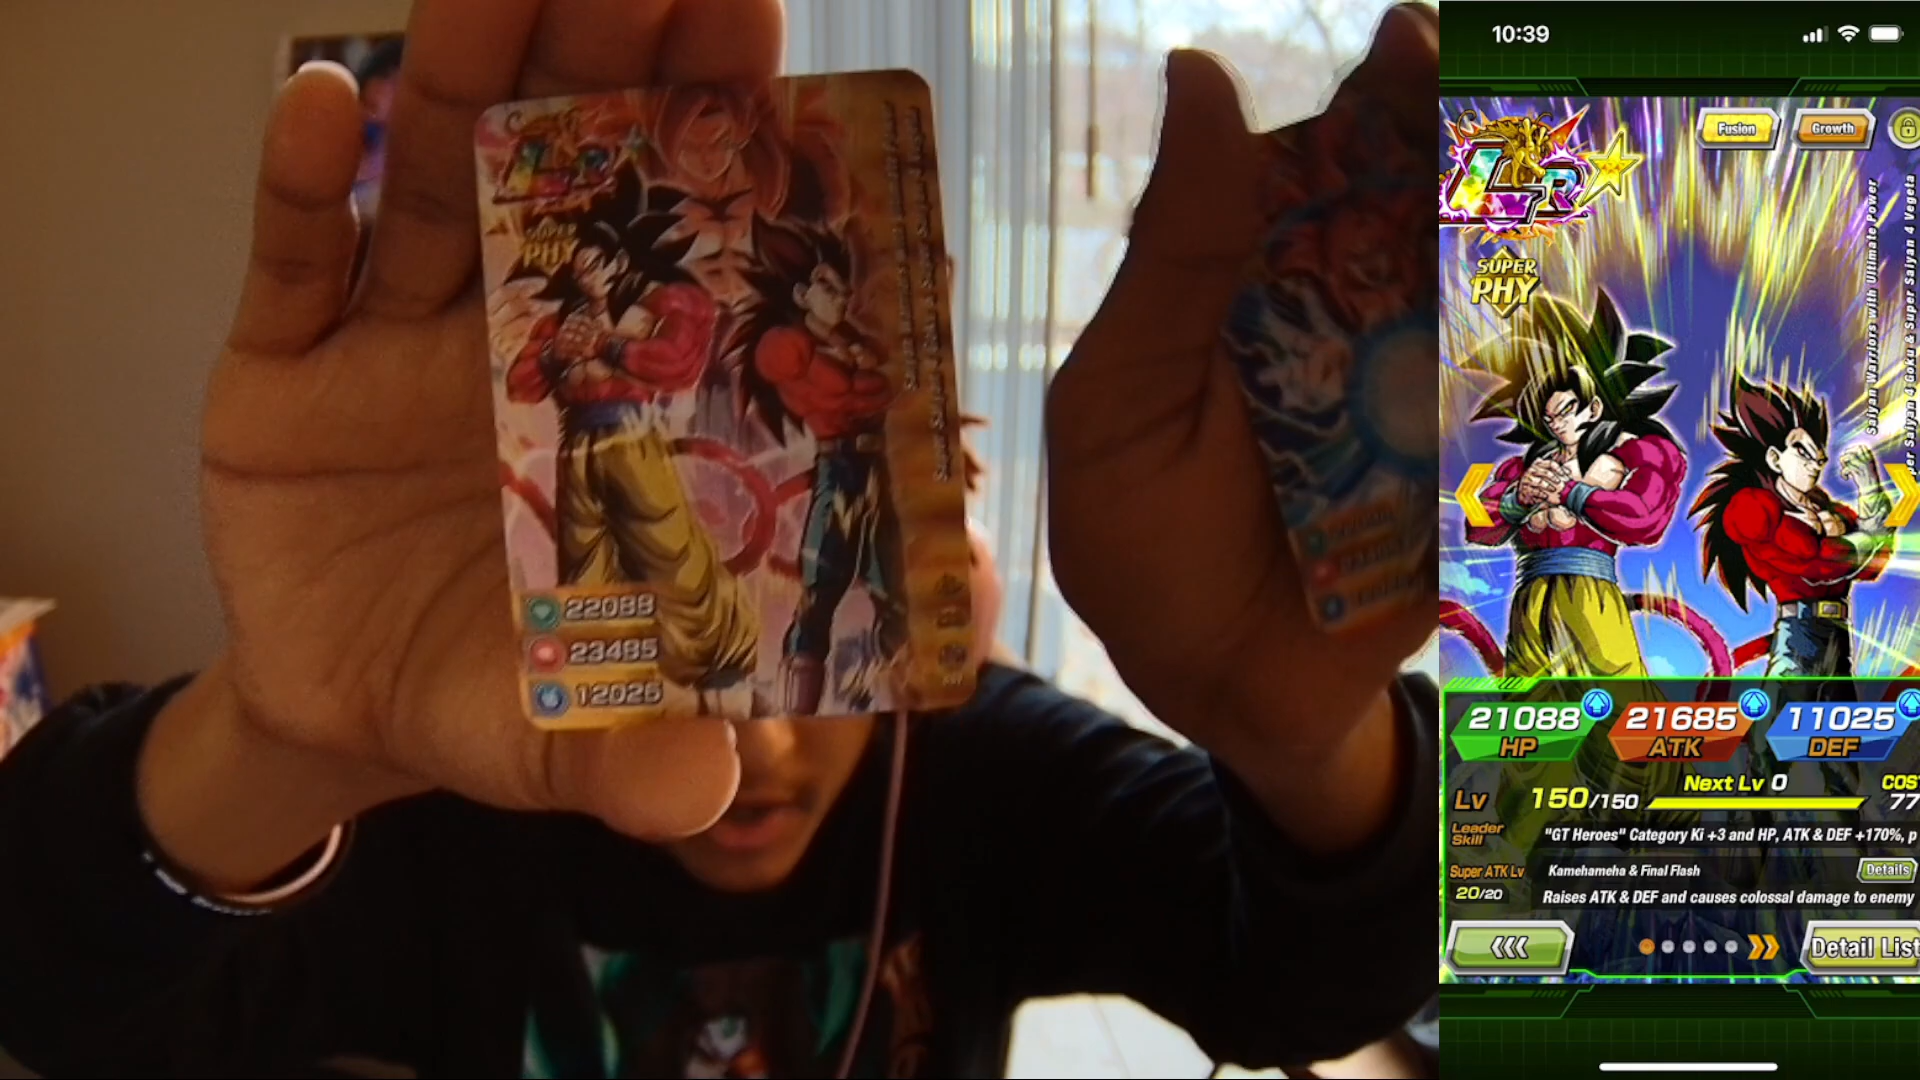 LR
SUPER
PHY
22088
23485
12025
10:39
Fusion
Growth
LR
SUPER
PHY
Saiyan Warriors with Ultimate Power
per Saiyan 4 Goku & Super Saiyan 4 Vegeta
21088
HP
21685
ATK
11025
DEF
Next Lv 0
COST
77
Lv 150/150
Leader
Skill
"GT Heroes" Category Ki +3 and HP, ATK & DEF +170%, p
Super ATK Lv
20/20
Kamehameha & Final Flash
Details
Raises ATK & DEF and causes colossal damage to enemy
Detail List